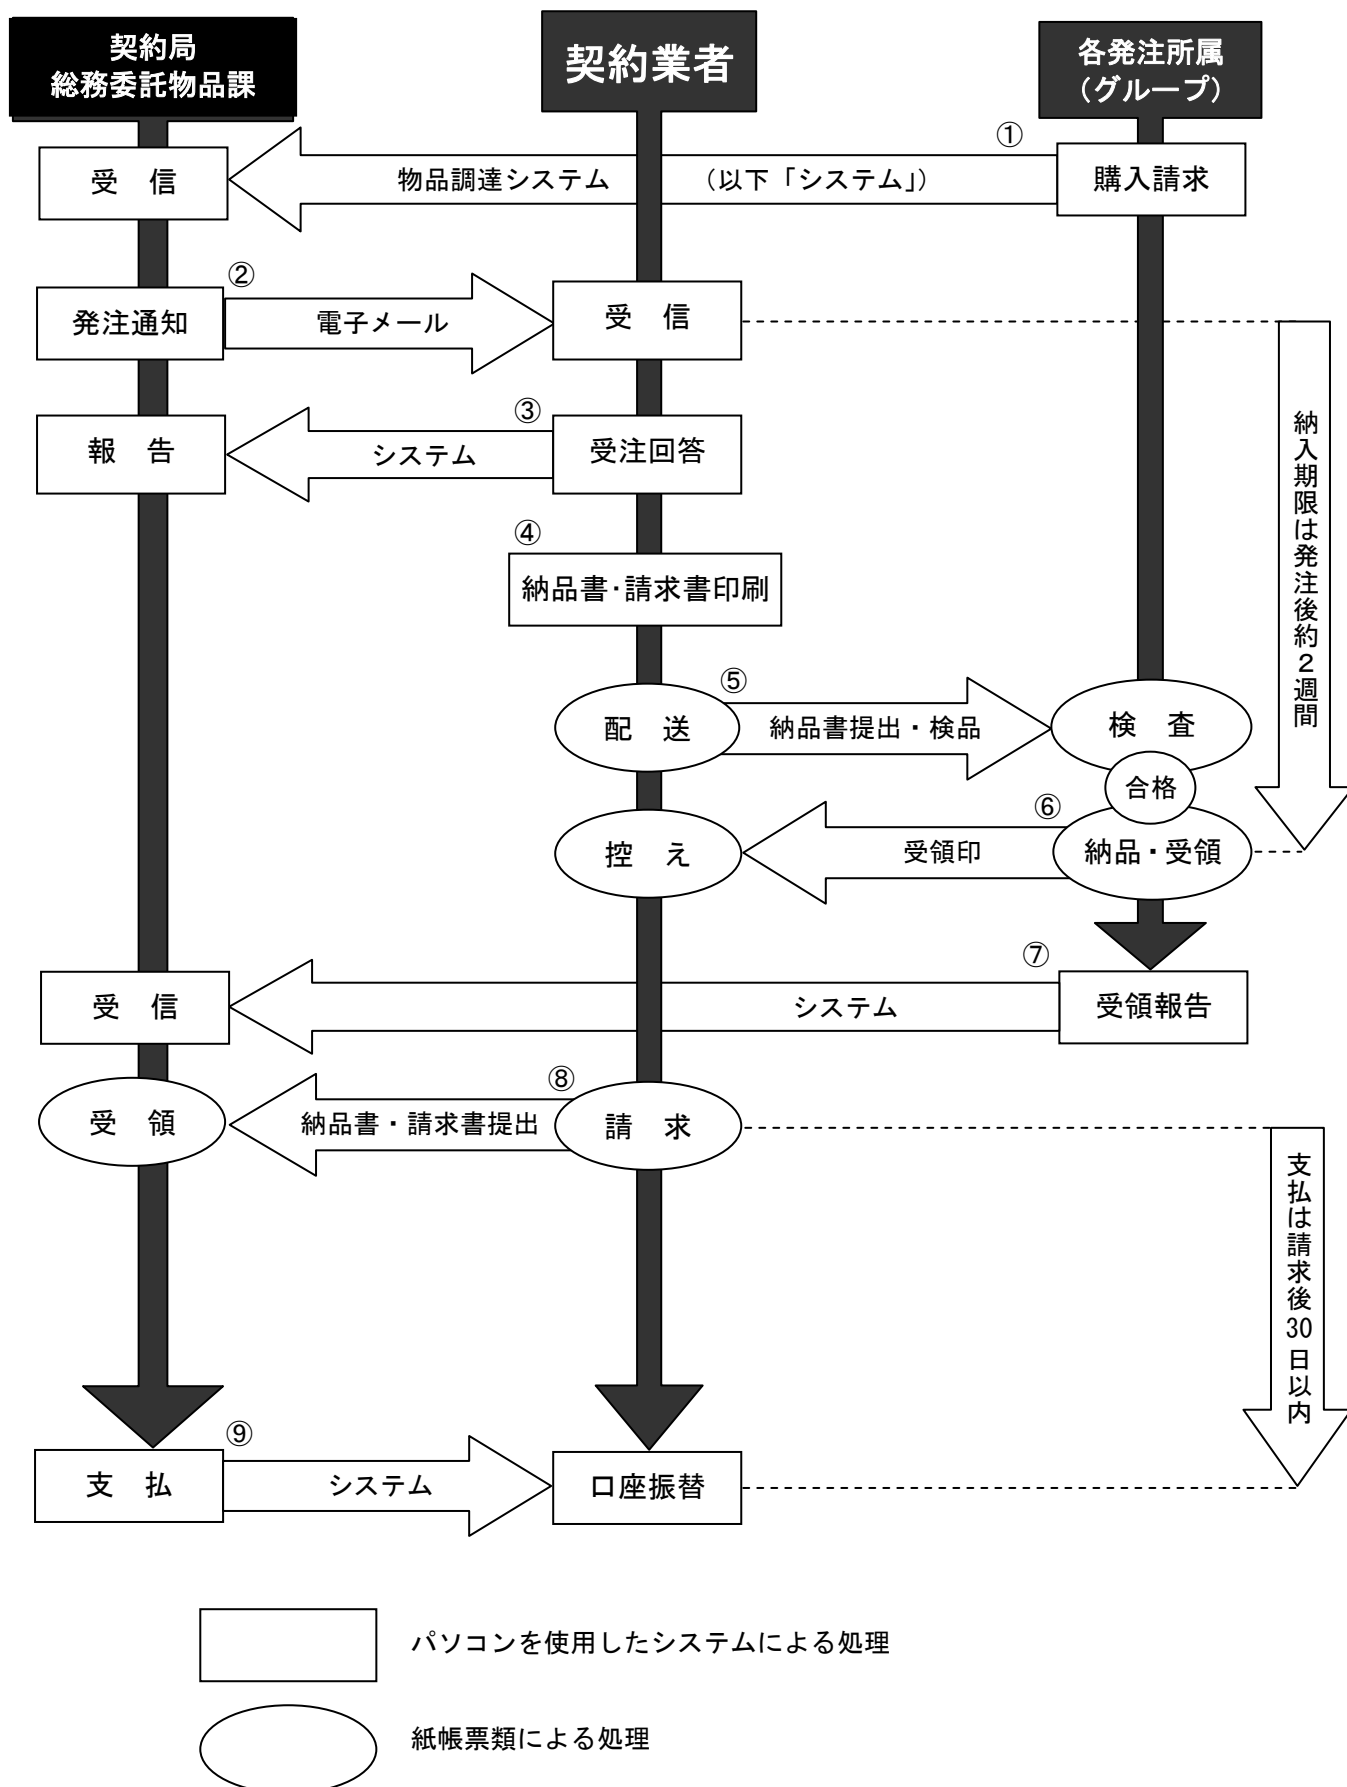 契約局
総務委託物品課
契約業者
各発注所属
（グループ）
①
受　信
物品調達システム　（以下「システム」）
購入請求
②
発注通知
電子メール
受　信
③
報　告
システム
受注回答
④
納品書・請求書印刷
納入期限は発注後約２週間
⑤
配　送
納品書提出・検品
検　査
合格
⑥
控　え
受領印
納品・受領
⑦
受　信
システム
受領報告
⑧
受　領
納品書・請求書提出
請　求
支払は請求後30日以内
⑨
支　払
システム
口座振替
パソコンを使用したシステムによる処理
紙帳票類による処理